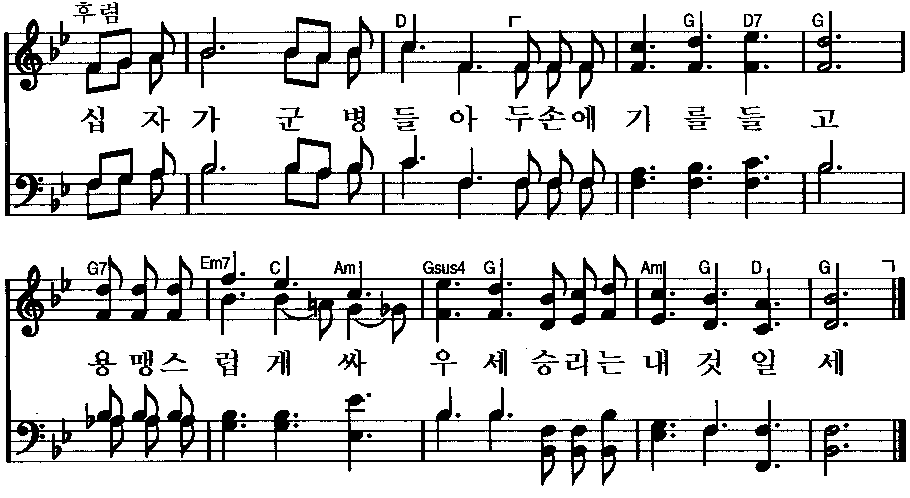 후렴
D G D7 G
십 자 가 군 병 들 아 두손에 기 를 들 고
G7 Em7 C Am Gsus4 G Am G D G
용 맹스 럽 게 싸 우 세 승리는 내 것 일 세